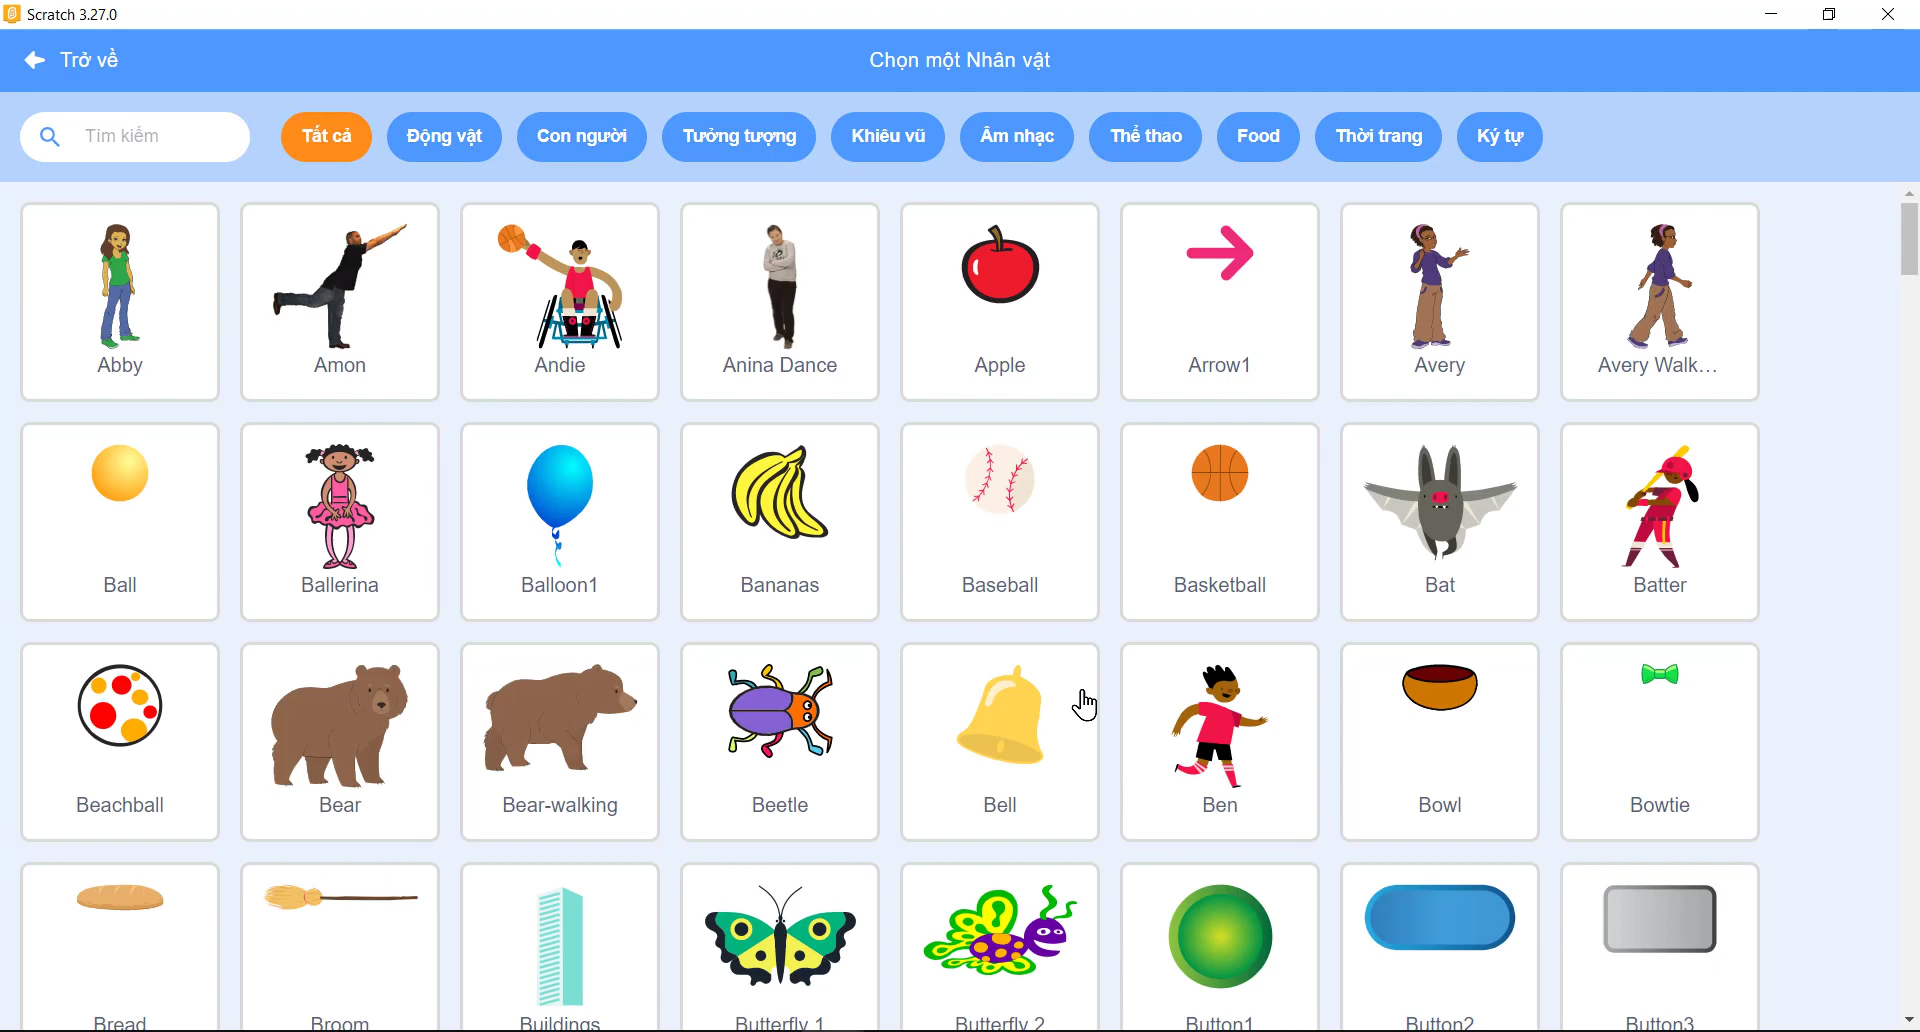 Scratch 3.27.0
Trở về
Chọn một Nhân vật
Tìm kiếm
Tất cả
Động vật
Con người
Tưởng tượng
Khiêu vũ
Âm nhạc
Thể thao
Food
Thời trang
Ký tự
Abby
Amon
Andie
Anina Dance
Apple
Arrow1
Avery
Avery Walk...
Ball
Ballerina
Balloon1
Bananas
Baseball
Basketball
Bat
Batter
Beachball
Bear
Bear-walking
Beetle
Bell
Ben
Bowl
Bowtie
Bread
Broom
Buildings
Butterfly 1
Butterfly 2
Button1
Button2
Button3